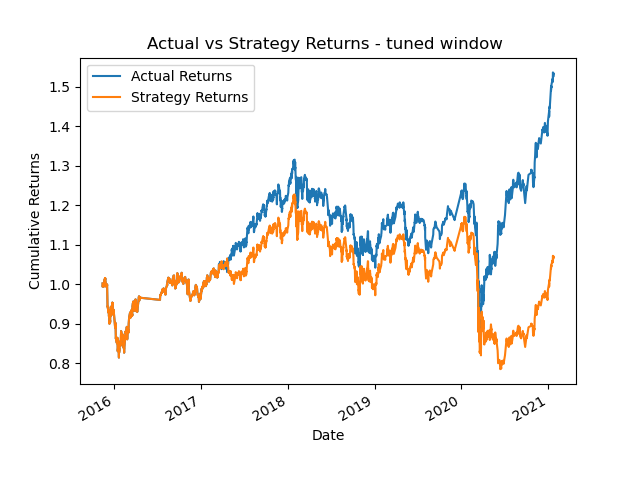 Actual vs Strategy Returns - tuned window
Actual Returns
Strategy Returns
1.5
1.4
1.3
1.2
1.1
1.0
0.9
0.8
Cumulative Returns
2016
2017
2018
2019
2020
2021
Date